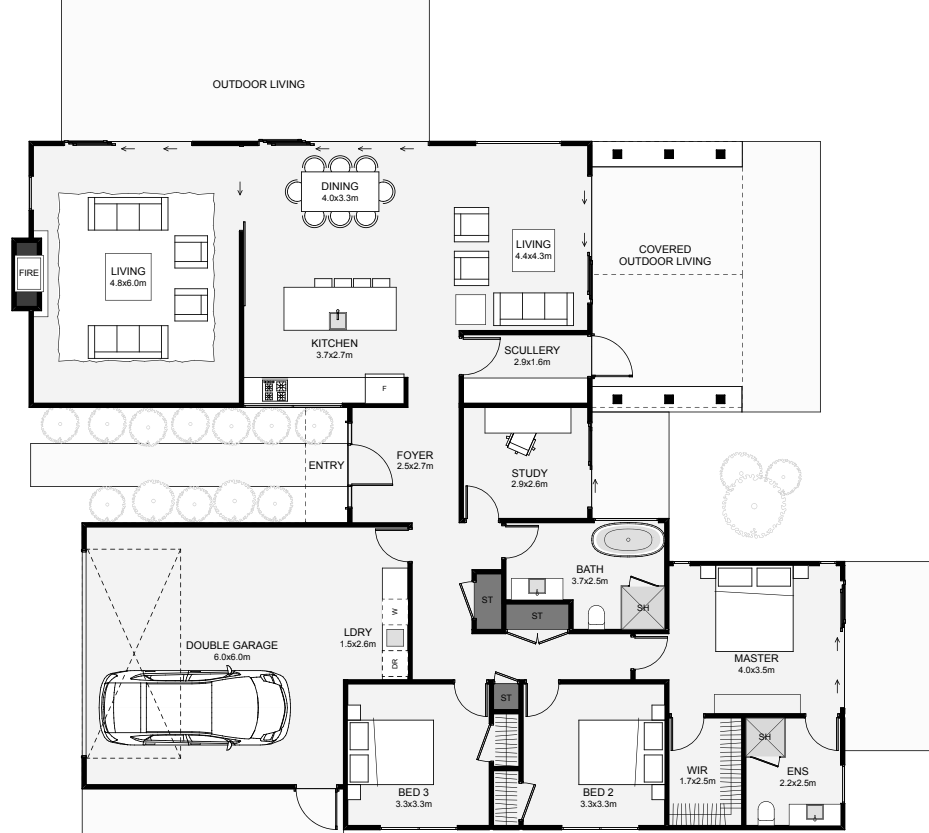 OUTDOOR LIVING
DINING
4.0x3.3m
LIVING
4.4x4.3m
COVERED
OUTDOOR LIVING
FIRE
LIVING
4.8x6.0m
KITCHEN
3.7x2.7m
SCULLERY
2.9x1.6m
F
ENTRY
FOYER
2.5x2.7m
STUDY
2.9x2.6m
BATH
3.7x2.5m
ST
ST
SH
W
LDRY
1.5x2.6m
DR
DOUBLE GARAGE
6.0x6.0m
MASTER
4.0x3.5m
ST
SH
BED 3
3.3x3.3m
BED 2
3.3x3.3m
WIR
1.7x2.5m
ENS
2.2x2.5m